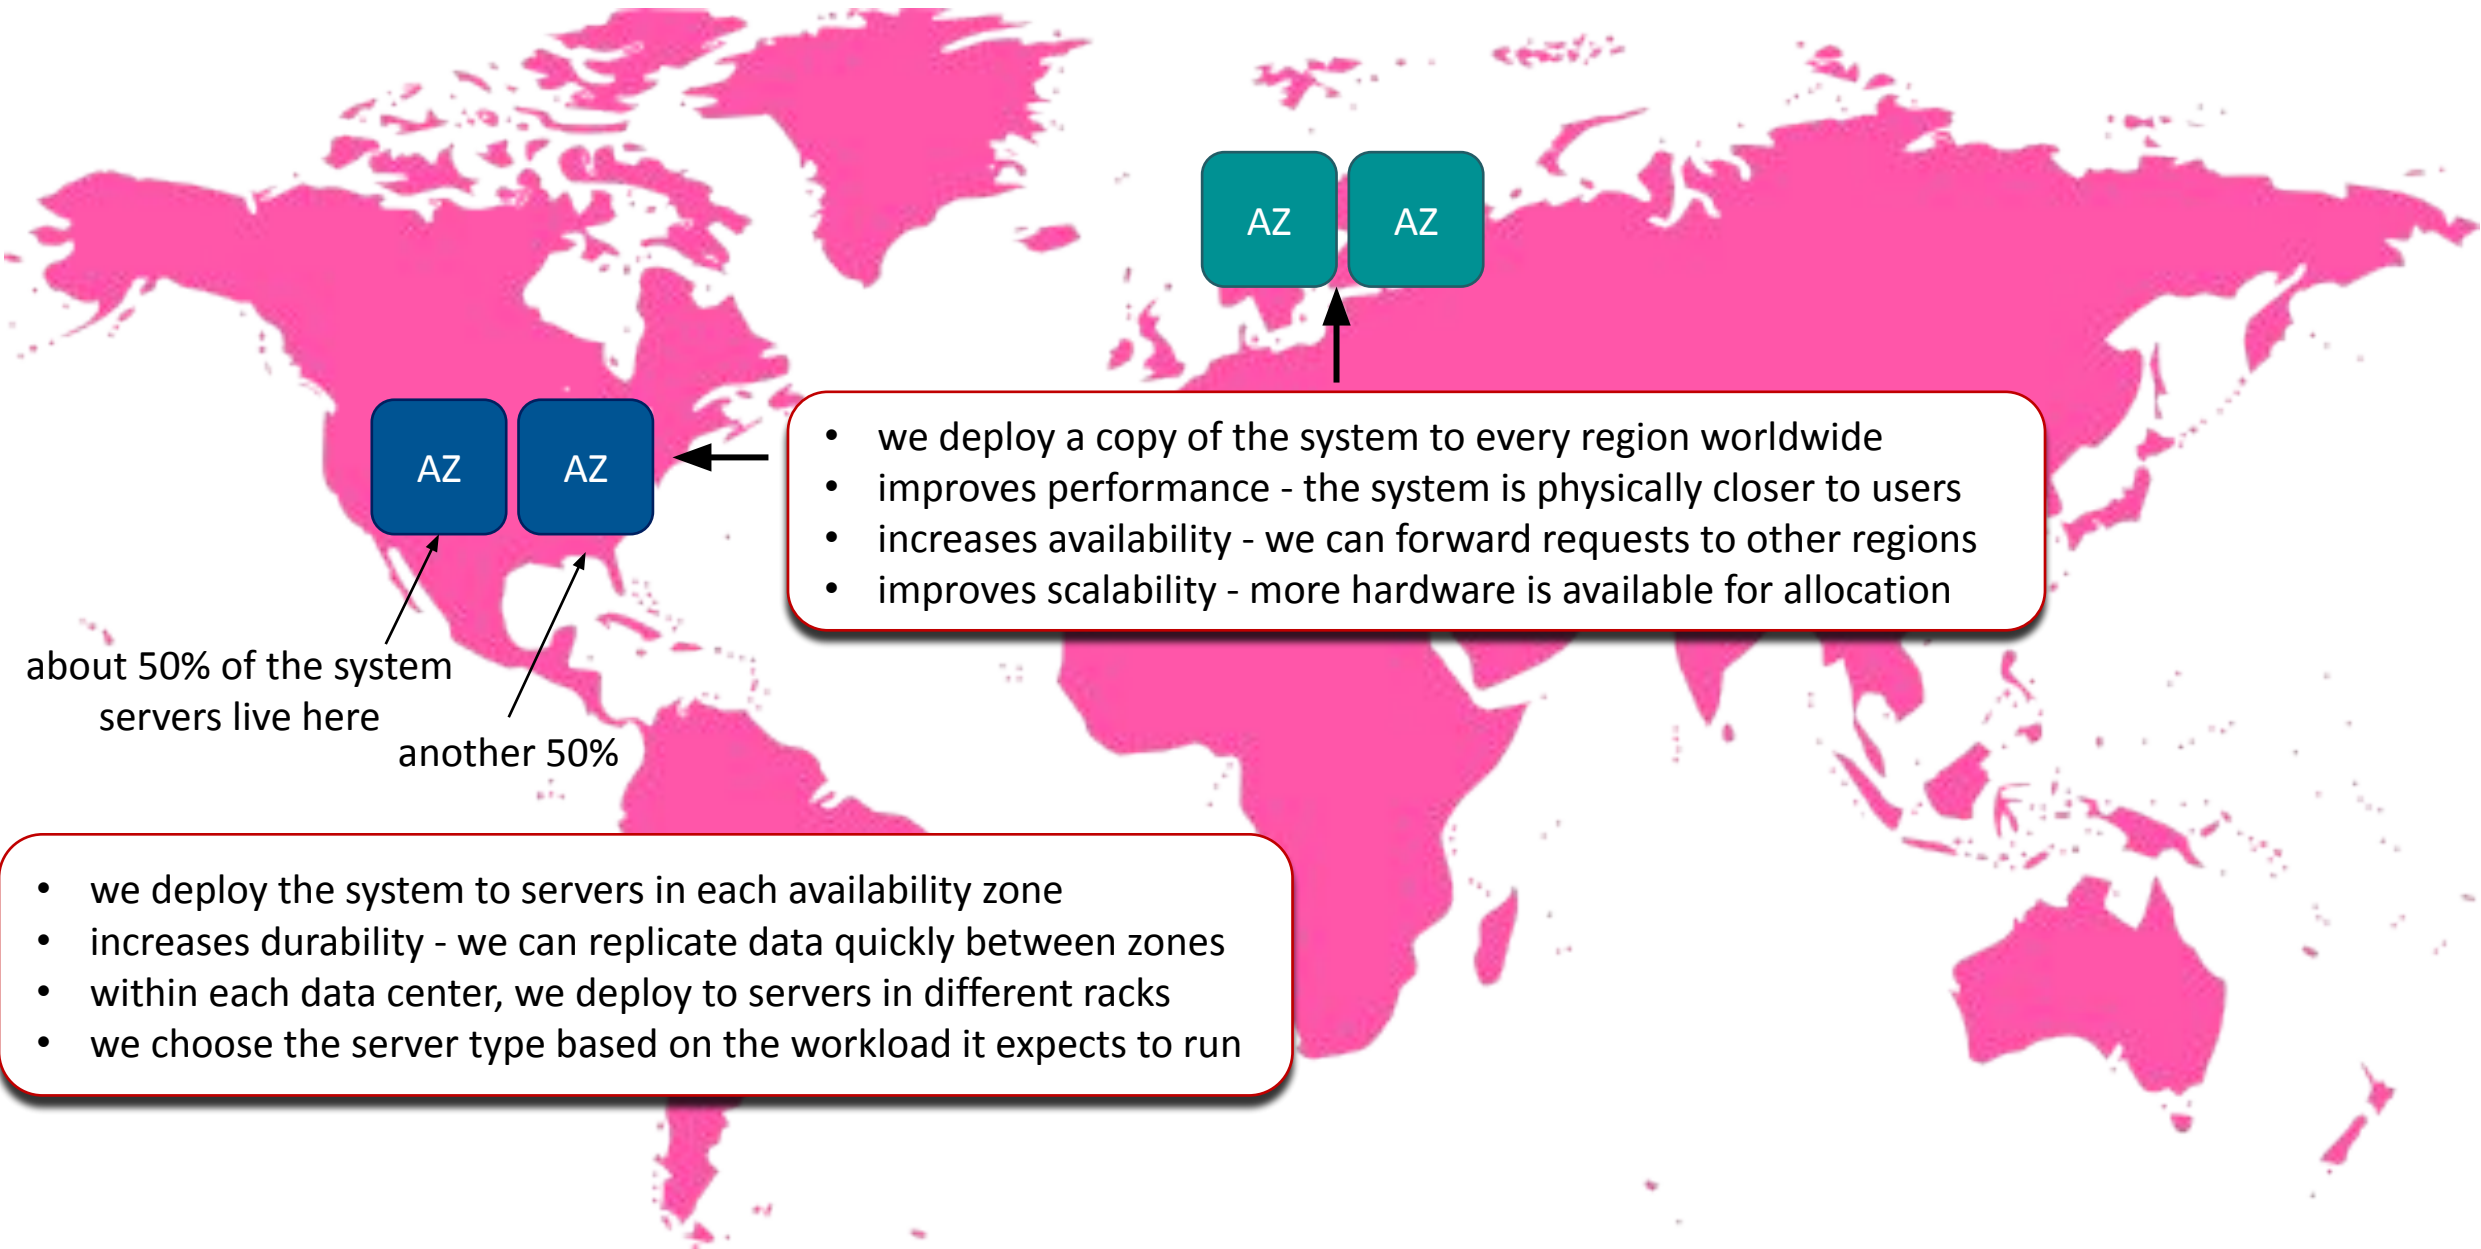 AZ AZ
AZ AZ
• we deploy a copy of the system to every region worldwide
• improves performance - the system is physically closer to users
• increases availability - we can forward requests to other regions
• improves scalability - more hardware is available for allocation
about 50% of the system
servers live here
another 50%
• we deploy the system to servers in each availability zone
• increases durability - we can replicate data quickly between zones
• within each data center, we deploy to servers in different racks
• we choose the server type based on the workload it expects to run